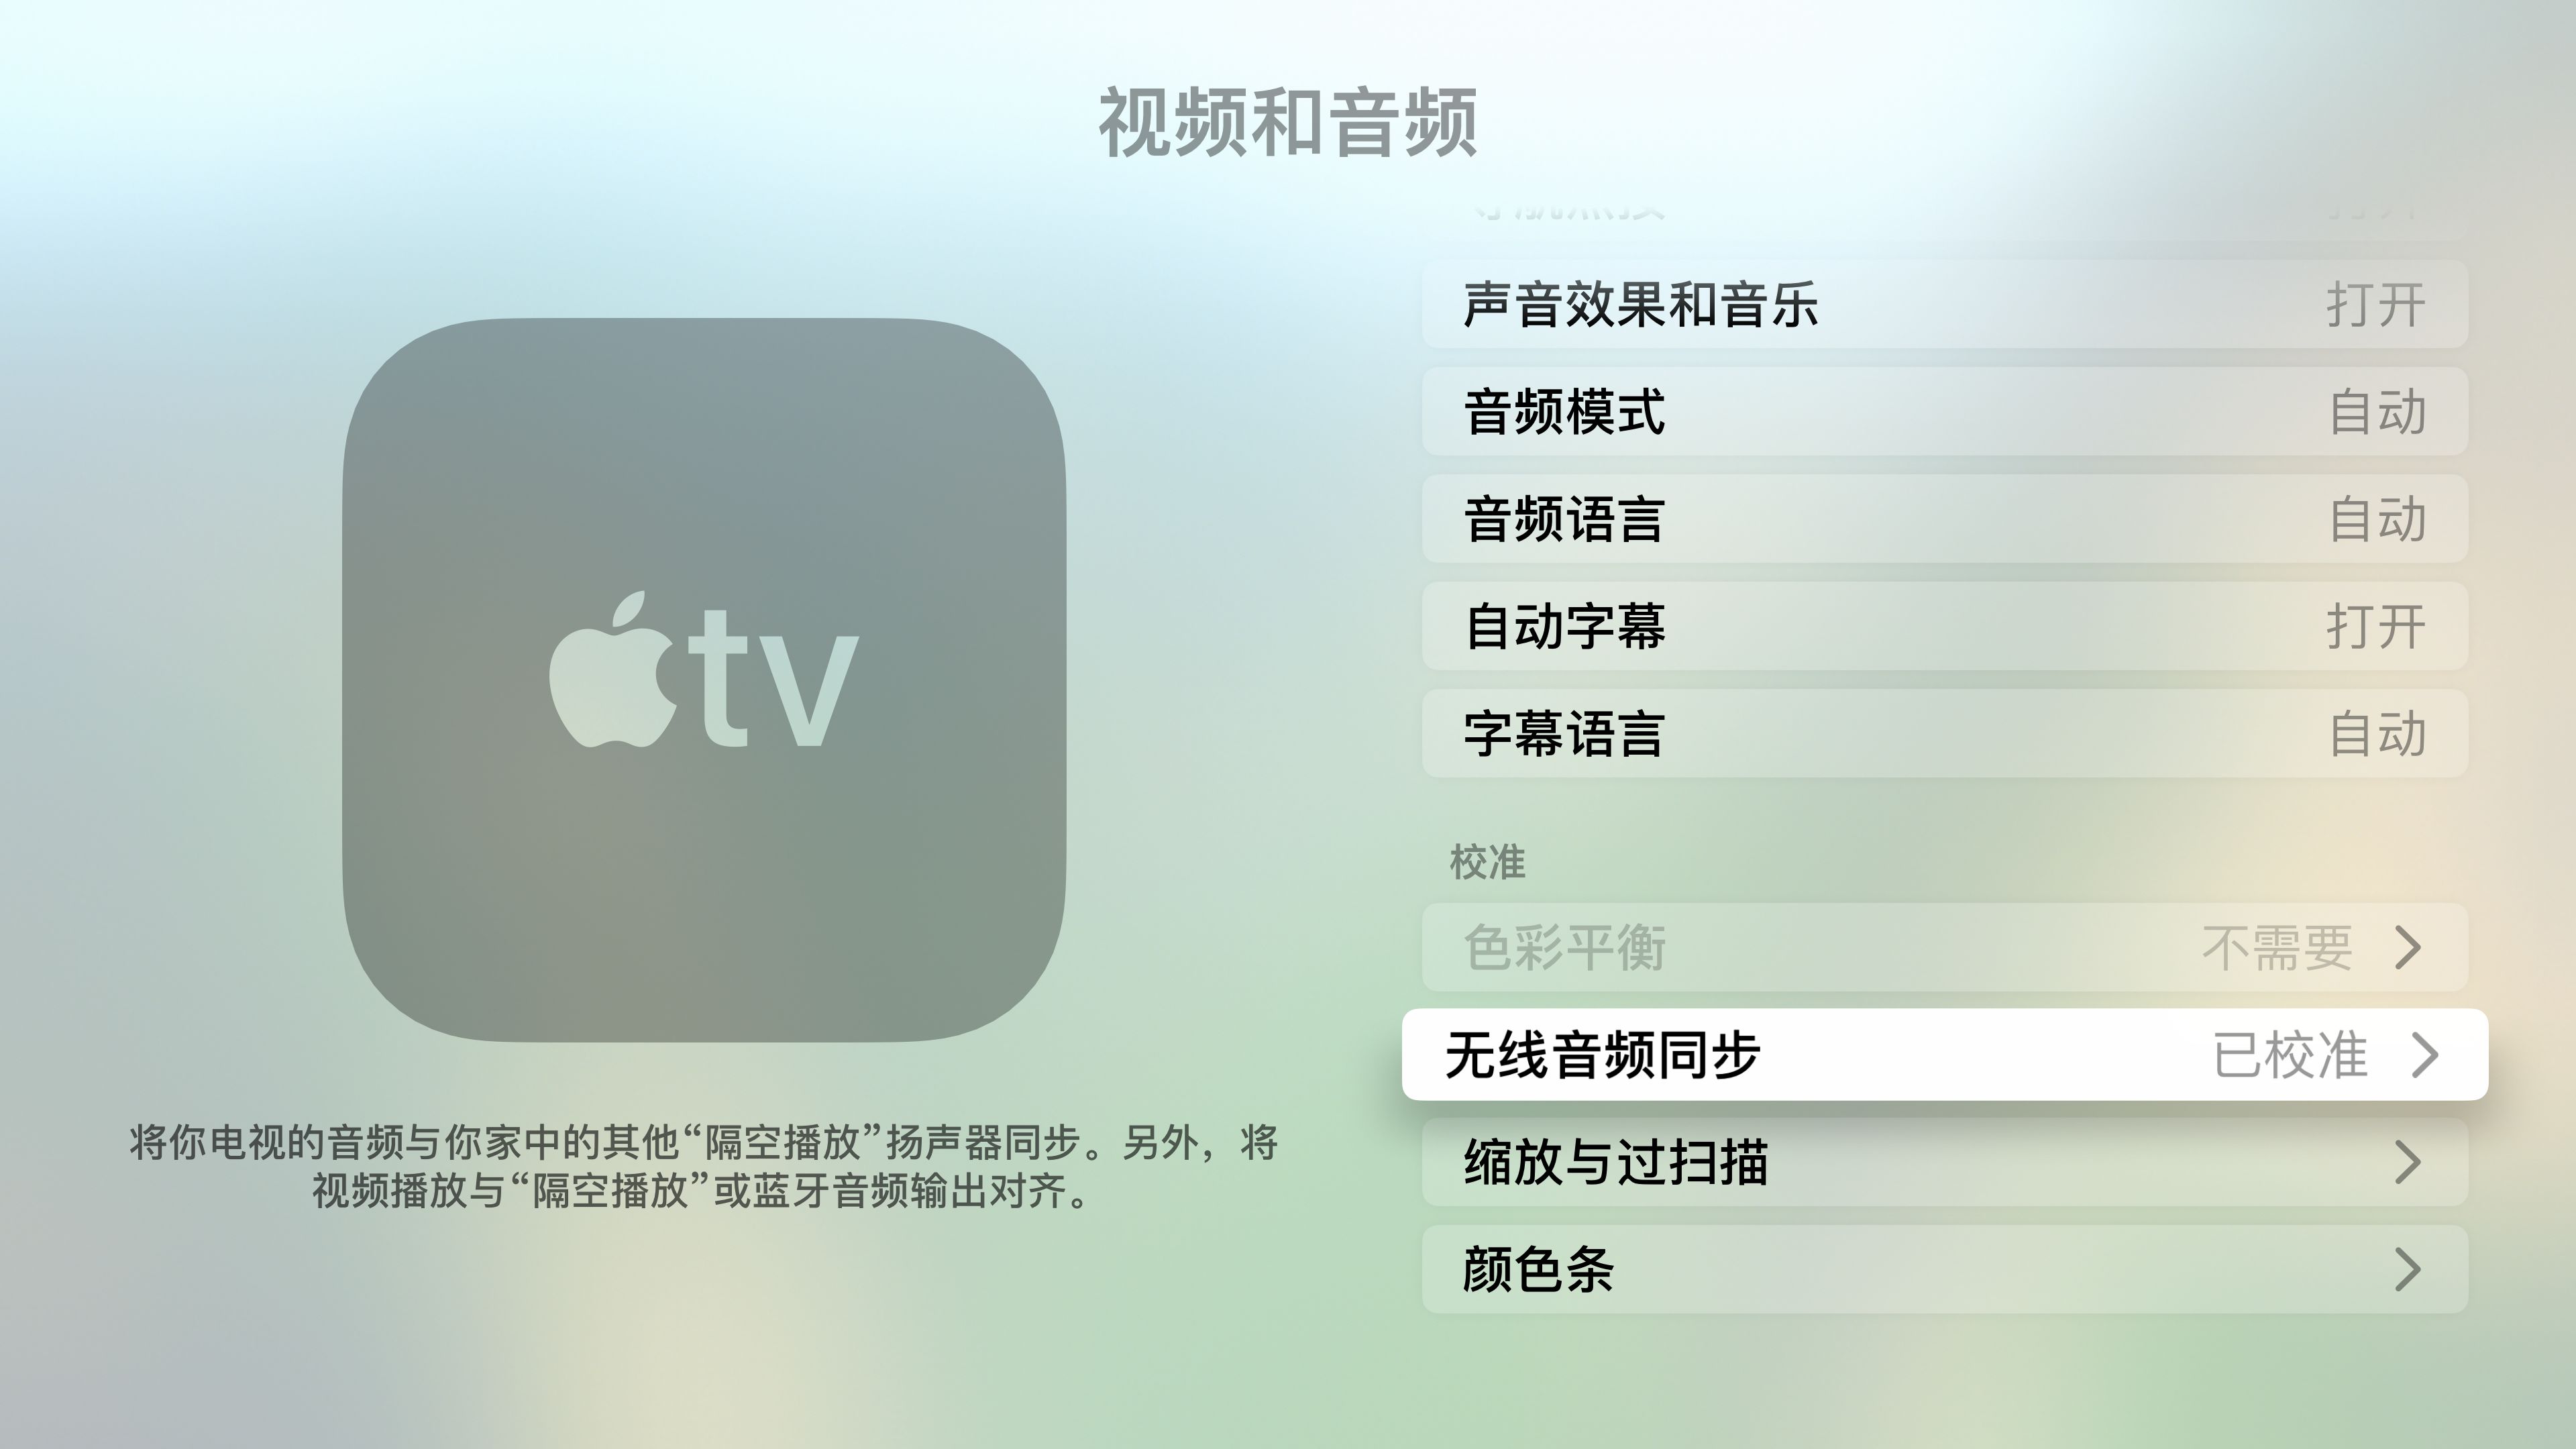 视频和音频
声音效果和音乐 打开
音频模式 自动
音频语言 自动
自动字幕 打开
字幕语言 自动
校准
色彩平衡 不需要
无线音频同步 已校准
缩放与过扫描
颜色条
tv
将你电视的音频与你家中的其他“隔空播放”扬声器同步。另外，将
视频播放与“隔空播放”或蓝牙音频输出对齐。